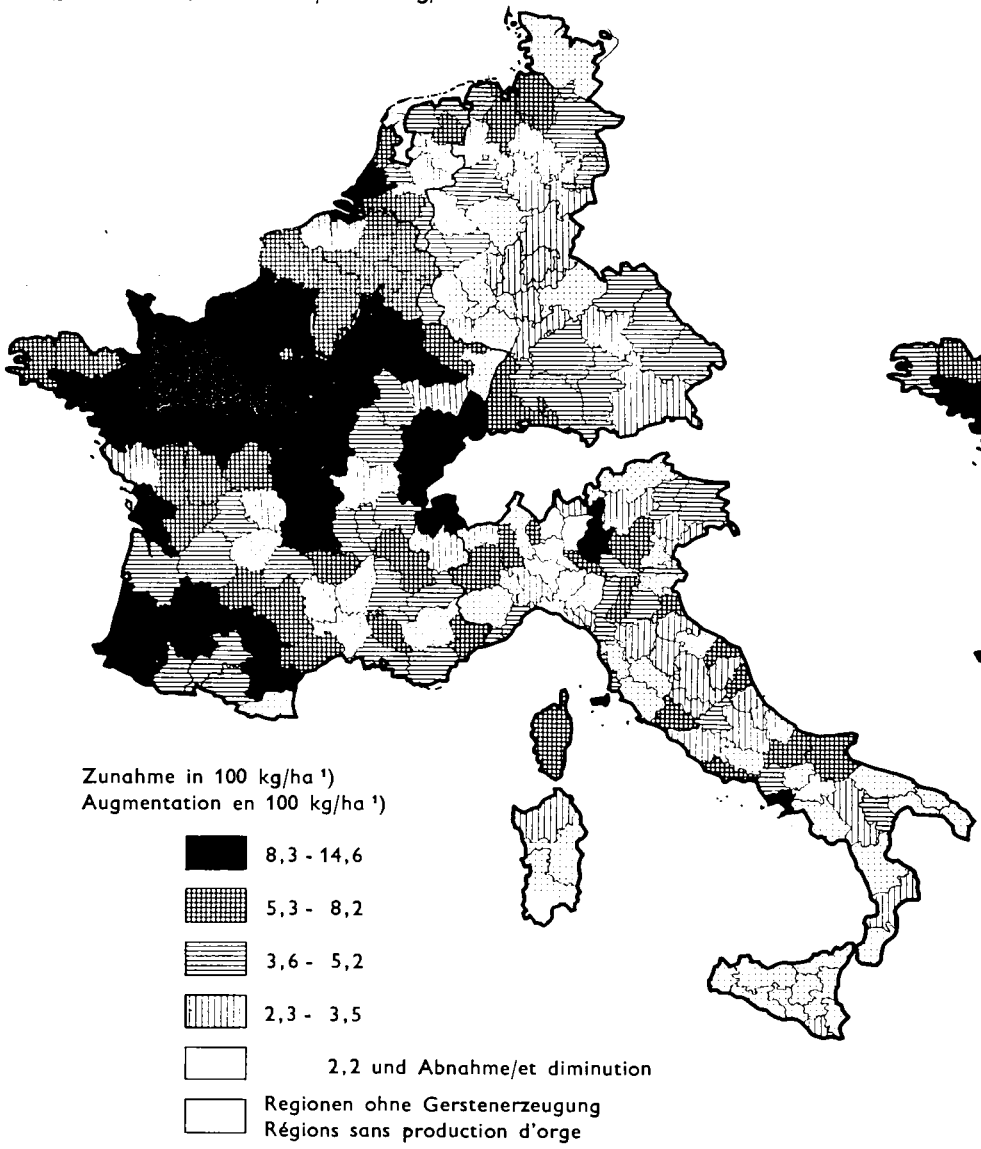 Zunahme in 100 kg/ha ¹)
Augmentation en 100 kg/ha ¹)
8,3 - 14,6
5,3 - 8,2
3,6 - 5,2
2,3 - 3,5
2,2 und Abnahme/et diminution
Regionen ohne Gerstenerzeugung
Régions sans production d'orge